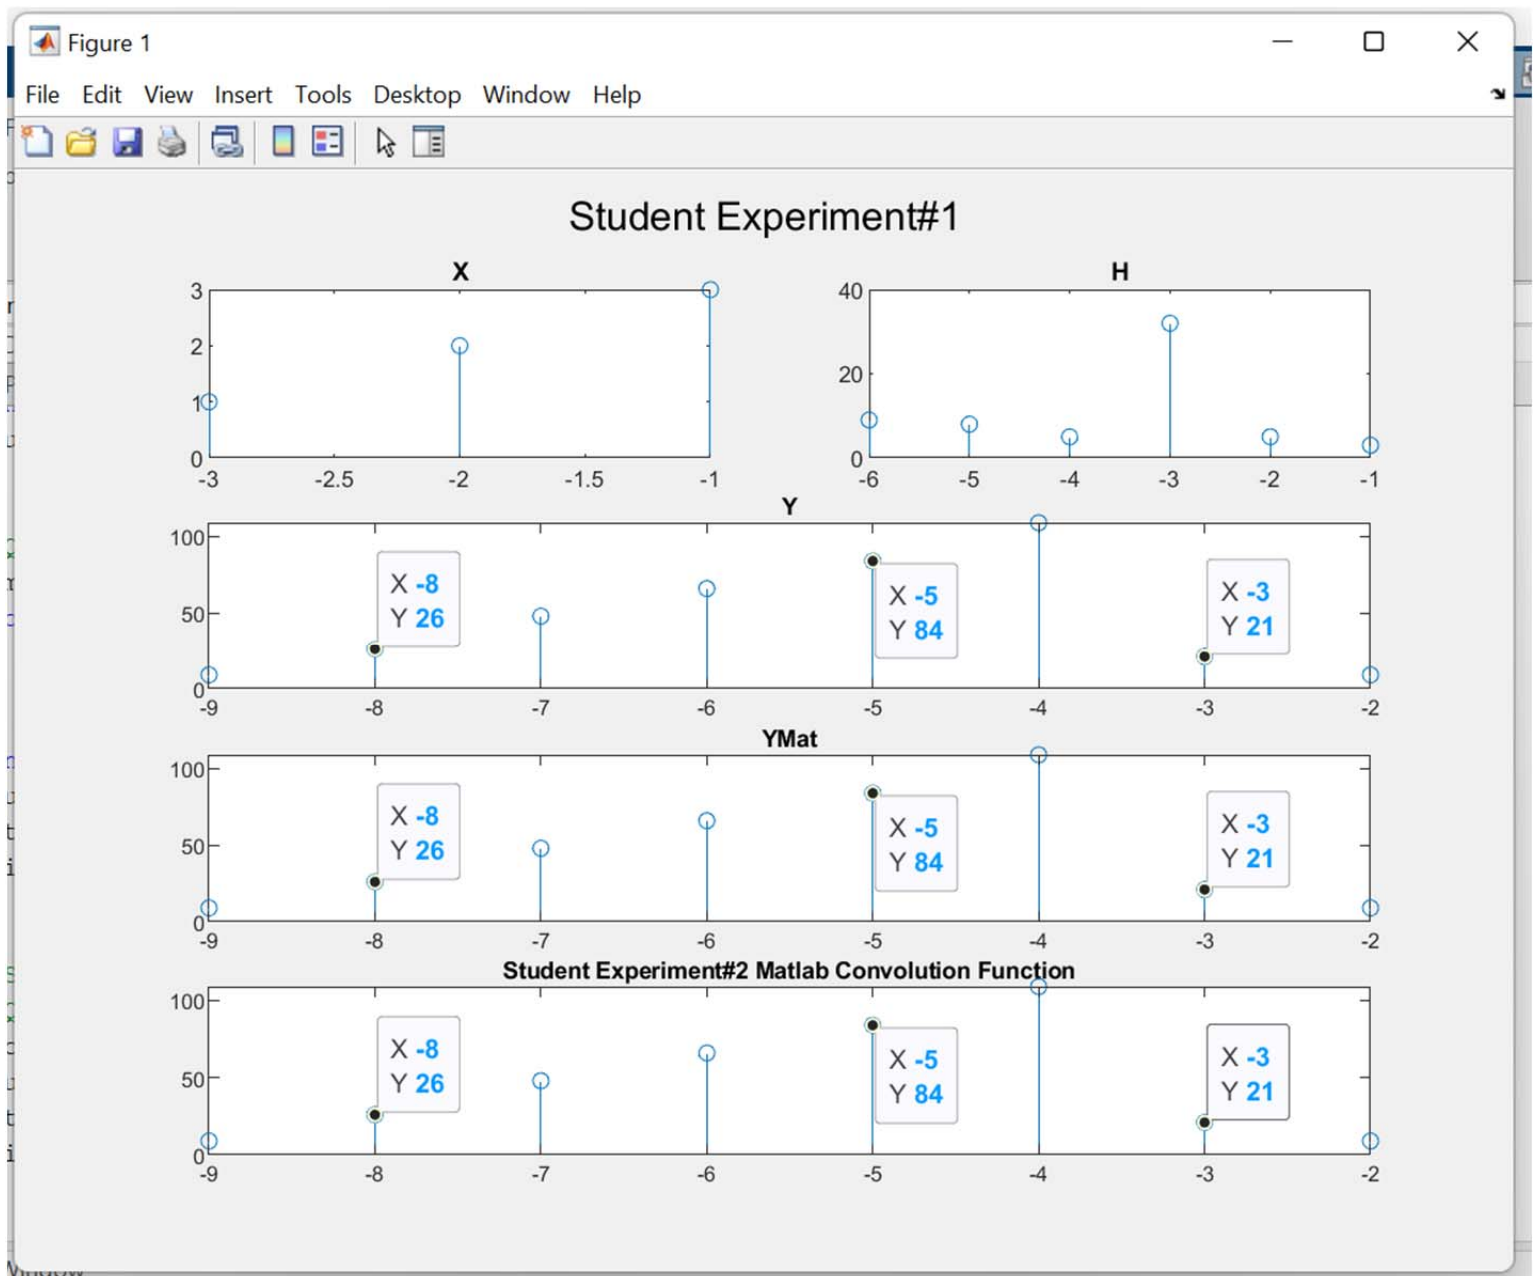 Figure 1
File Edit View Insert Tools Desktop Window Help
Student Experiment#1
X
3
2
1
0
-3 -2.5 -2 -1.5 -1
H
40
20
0
-6 -5 -4 -3 -2 -1
Y
100
50
0
X -8
Y 26
X -5
Y 84
X -3
Y 21
-9 -8 -7 -6 -5 -4 -3 -2
YMat
100
50
0
X -8
Y 26
X -5
Y 84
X -3
Y 21
-9 -8 -7 -6 -5 -4 -3 -2
Student Experiment#2 Matlab Convolution Function
100
50
0
X -8
Y 26
X -5
Y 84
X -3
Y 21
-9 -8 -7 -6 -5 -4 -3 -2